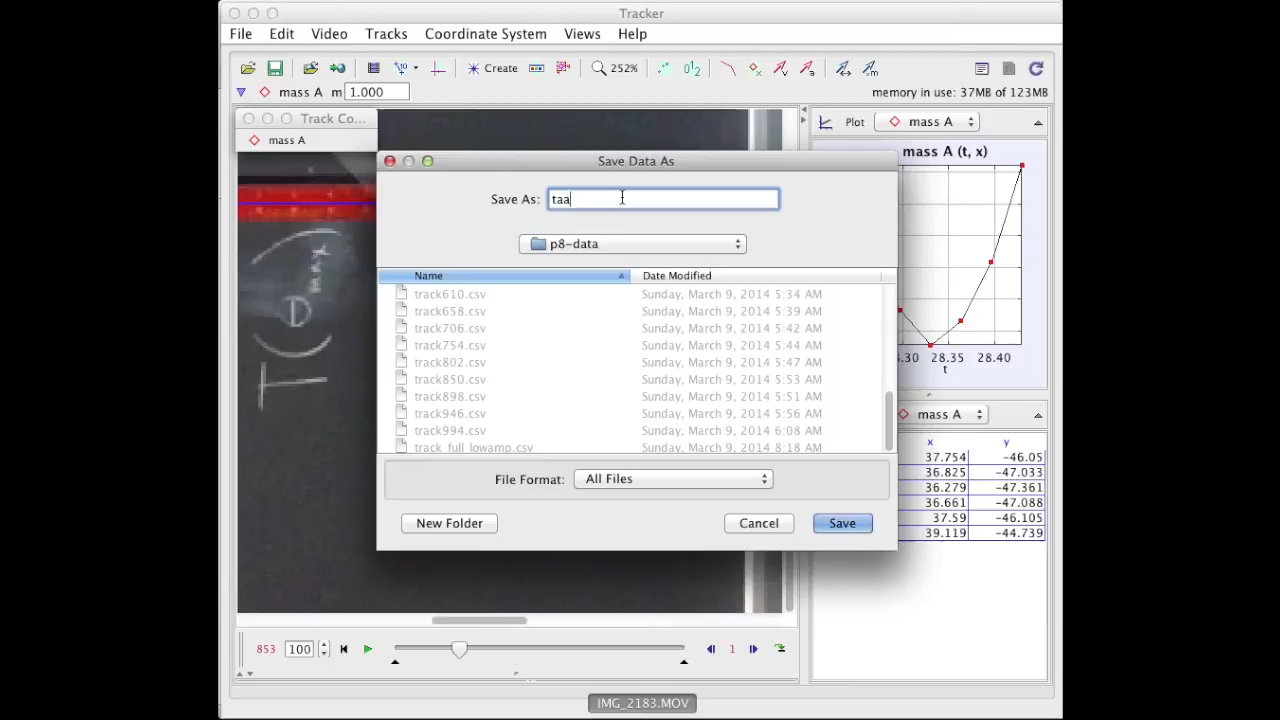 Tracker
File Edit Video Tracks Coordinate System Views Help
Create 252%
mass A m 1.000 memory in use: 37MB of 123MB
Track Co...
mass A
T(θmax)
Save Data As
Save As: taa
p8-data
Name Date Modified
track610.csv Sunday, March 9, 2014 5:34 AM
track658.csv Sunday, March 9, 2014 5:39 AM
track706.csv Sunday, March 9, 2014 5:42 AM
track754.csv Sunday, March 9, 2014 5:44 AM
track802.csv Sunday, March 9, 2014 5:47 AM
track850.csv Sunday, March 9, 2014 5:53 AM
track898.csv Sunday, March 9, 2014 5:51 AM
track946.csv Sunday, March 9, 2014 5:56 AM
track994.csv Sunday, March 9, 2014 6:08 AM
track_full_lowamp.csv Sunday, March 9, 2014 8:18 AM
File Format: All Files
New Folder Cancel Save
Plot mass A
mass A (t, x)
28.35 28.40
t
mass A
x y
37.754 -46.05
36.825 -47.033
36.279 -47.361
36.661 -47.088
37.59 -46.105
39.119 -44.739
853 100 1
IMG_2183.MOV